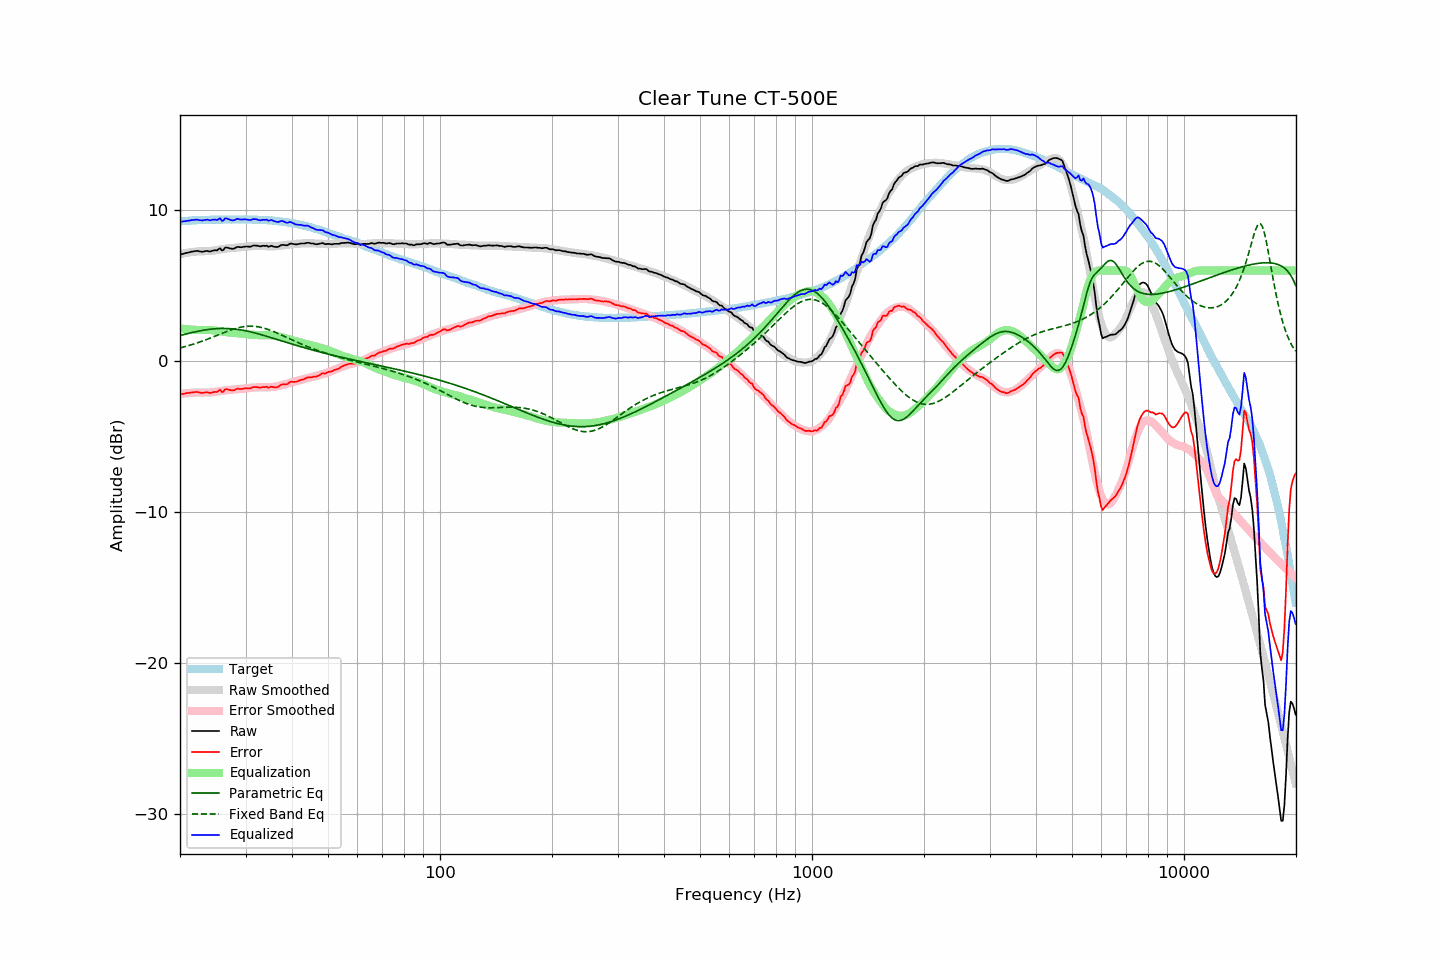 Clear Tune CT-500E
10
0
−10
−20
−30
Amplitude (dBr)
Target
Raw Smoothed
Error Smoothed
Raw
Error
Equalization
Parametric Eq
Fixed Band Eq
Equalized
100
1000
10000
Frequency (Hz)